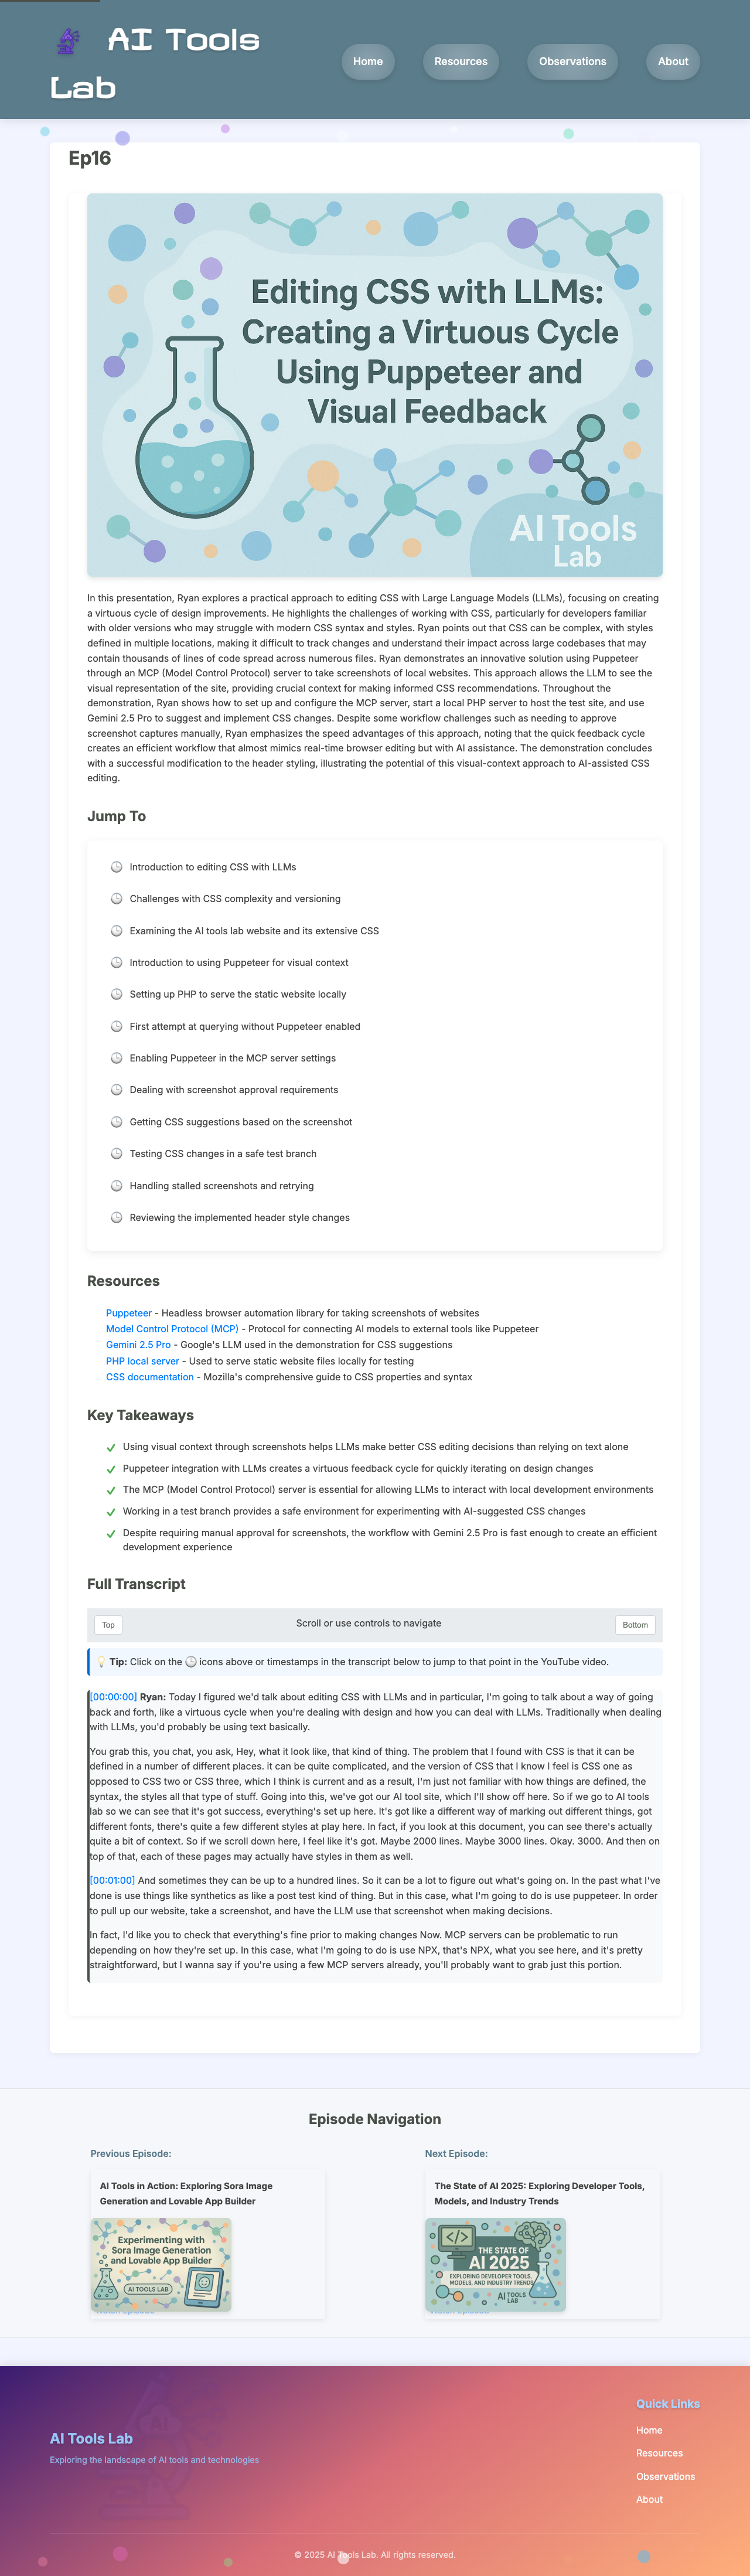 AI Tools
Lab
Home
Resources
Observations
About
Ep16
Editing CSS with LLMs:
Creating a Virtuous Cycle
Using Puppeteer and
Visual Feedback
AI Tools
Lab
In this presentation, Ryan explores a practical approach to editing CSS with Large Language Models (LLMs), focusing on creating
a virtuous cycle of design improvements. He highlights the challenges of working with CSS, particularly for developers familiar
with older versions who may struggle with modern CSS syntax and styles. Ryan points out that CSS can be complex, with styles
defined in multiple locations, making it difficult to track changes and understand their impact across large codebases that may
contain thousands of lines of code spread across numerous files. Ryan demonstrates an innovative solution using Puppeteer
through an MCP (Model Control Protocol) server to take screenshots of local websites. This approach allows the LLM to see the
visual representation of the site, providing crucial context for making informed CSS recommendations. Throughout the
demonstration, Ryan shows how to set up and configure the MCP server, start a local PHP server to host the test site, and use
Gemini 2.5 Pro to suggest and implement CSS changes. Despite some workflow challenges such as needing to approve
screenshot captures manually, Ryan emphasizes the speed advantages of this approach, noting that the quick feedback cycle
creates an efficient workflow that almost mimics real-time browser editing but with AI assistance. The demonstration concludes
with a successful modification to the header styling, illustrating the potential of this visual-context approach to AI-assisted CSS
editing.
Jump To
Introduction to editing CSS with LLMs
Challenges with CSS complexity and versioning
Examining the AI tools lab website and its extensive CSS
Introduction to using Puppeteer for visual context
Setting up PHP to serve the static website locally
First attempt at querying without Puppeteer enabled
Enabling Puppeteer in the MCP server settings
Dealing with screenshot approval requirements
Getting CSS suggestions based on the screenshot
Testing CSS changes in a safe test branch
Handling stalled screenshots and retrying
Reviewing the implemented header style changes
Resources
Puppeteer - Headless browser automation library for taking screenshots of websites
Model Control Protocol (MCP) - Protocol for connecting AI models to external tools like Puppeteer
Gemini 2.5 Pro - Google's LLM used in the demonstration for CSS suggestions
PHP local server - Used to serve static website files locally for testing
CSS documentation - Mozilla's comprehensive guide to CSS properties and syntax
Key Takeaways
Using visual context through screenshots helps LLMs make better CSS editing decisions than relying on text alone
Puppeteer integration with LLMs creates a virtuous feedback cycle for quickly iterating on design changes
The MCP (Model Control Protocol) server is essential for allowing LLMs to interact with local development environments
Working in a test branch provides a safe environment for experimenting with AI-suggested CSS changes
Despite requiring manual approval for screenshots, the workflow with Gemini 2.5 Pro is fast enough to create an efficient
development experience
Full Transcript
Top
Scroll or use controls to navigate
Bottom
Tip: Click on the icons above or timestamps in the transcript below to jump to that point in the YouTube video.
[00:00:00] Ryan: Today I figured we'd talk about editing CSS with LLMs and in particular, I'm going to talk about a way of going
back and forth, like a virtuous cycle when you're dealing with design and how you can deal with LLMs. Traditionally when dealing
with LLMs, you'd probably be using text basically.
You grab this, you chat, you ask, Hey, what it look like, that kind of thing. The problem that I found with CSS is that it can be
defined in a number of different places. it can be quite complicated, and the version of CSS that I know I feel is CSS one as
opposed to CSS two or CSS three, which I think is current and as a result, I'm just not familiar with how things are defined, the
syntax, the styles all that type of stuff. Going into this, we've got our AI tool site, which I'll show off here. So if we go to AI tools
lab so we can see that it's got success, everything's set up here. It's got like a different way of marking out different things, got
different fonts, there's quite a few different styles at play here. In fact, if you look at this document, you can see there's actually
quite a bit of context. So if we scroll down here, I feel like it's got. Maybe 2000 lines. Maybe 3000 lines. Okay. 3000. And then on
top of that, each of these pages may actually have styles in them as well.
[00:01:00] And sometimes they can be up to a hundred lines. So it can be a lot to figure out what's going on. In the past what I've
done is use things like synthetics as like a post test kind of thing. But in this case, what I'm going to do is use puppeteer. In order
to pull up our website, take a screenshot, and have the LLM use that screenshot when making decisions.
In fact, I'd like you to check that everything's fine prior to making changes Now. MCP servers can be problematic to run
depending on how they're set up. In this case, what I'm going to do is use NPX, that's NPX, what you see here, and it's pretty
straightforward, but I wanna say if you're using a few MCP servers already, you'll probably want to grab just this portion.
Episode Navigation
Previous Episode:
AI Tools in Action: Exploring Sora Image
Generation and Lovable App Builder
Experimenting with
Sora Image Generation
and Lovable App Builder
AI TOOLS LAB
Next Episode:
The State of AI 2025: Exploring Developer Tools,
Models, and Industry Trends
THE STATE OF
AI 2025
EXPLORING DEVELOPER TOOLS,
MODELS, AND INDUSTRY TRENDS
AI TOOLS
LAB
AI Tools Lab
Exploring the landscape of AI tools and technologies
Quick Links
Home
Resources
Observations
About
© 2025 AI Tools Lab. All rights reserved.